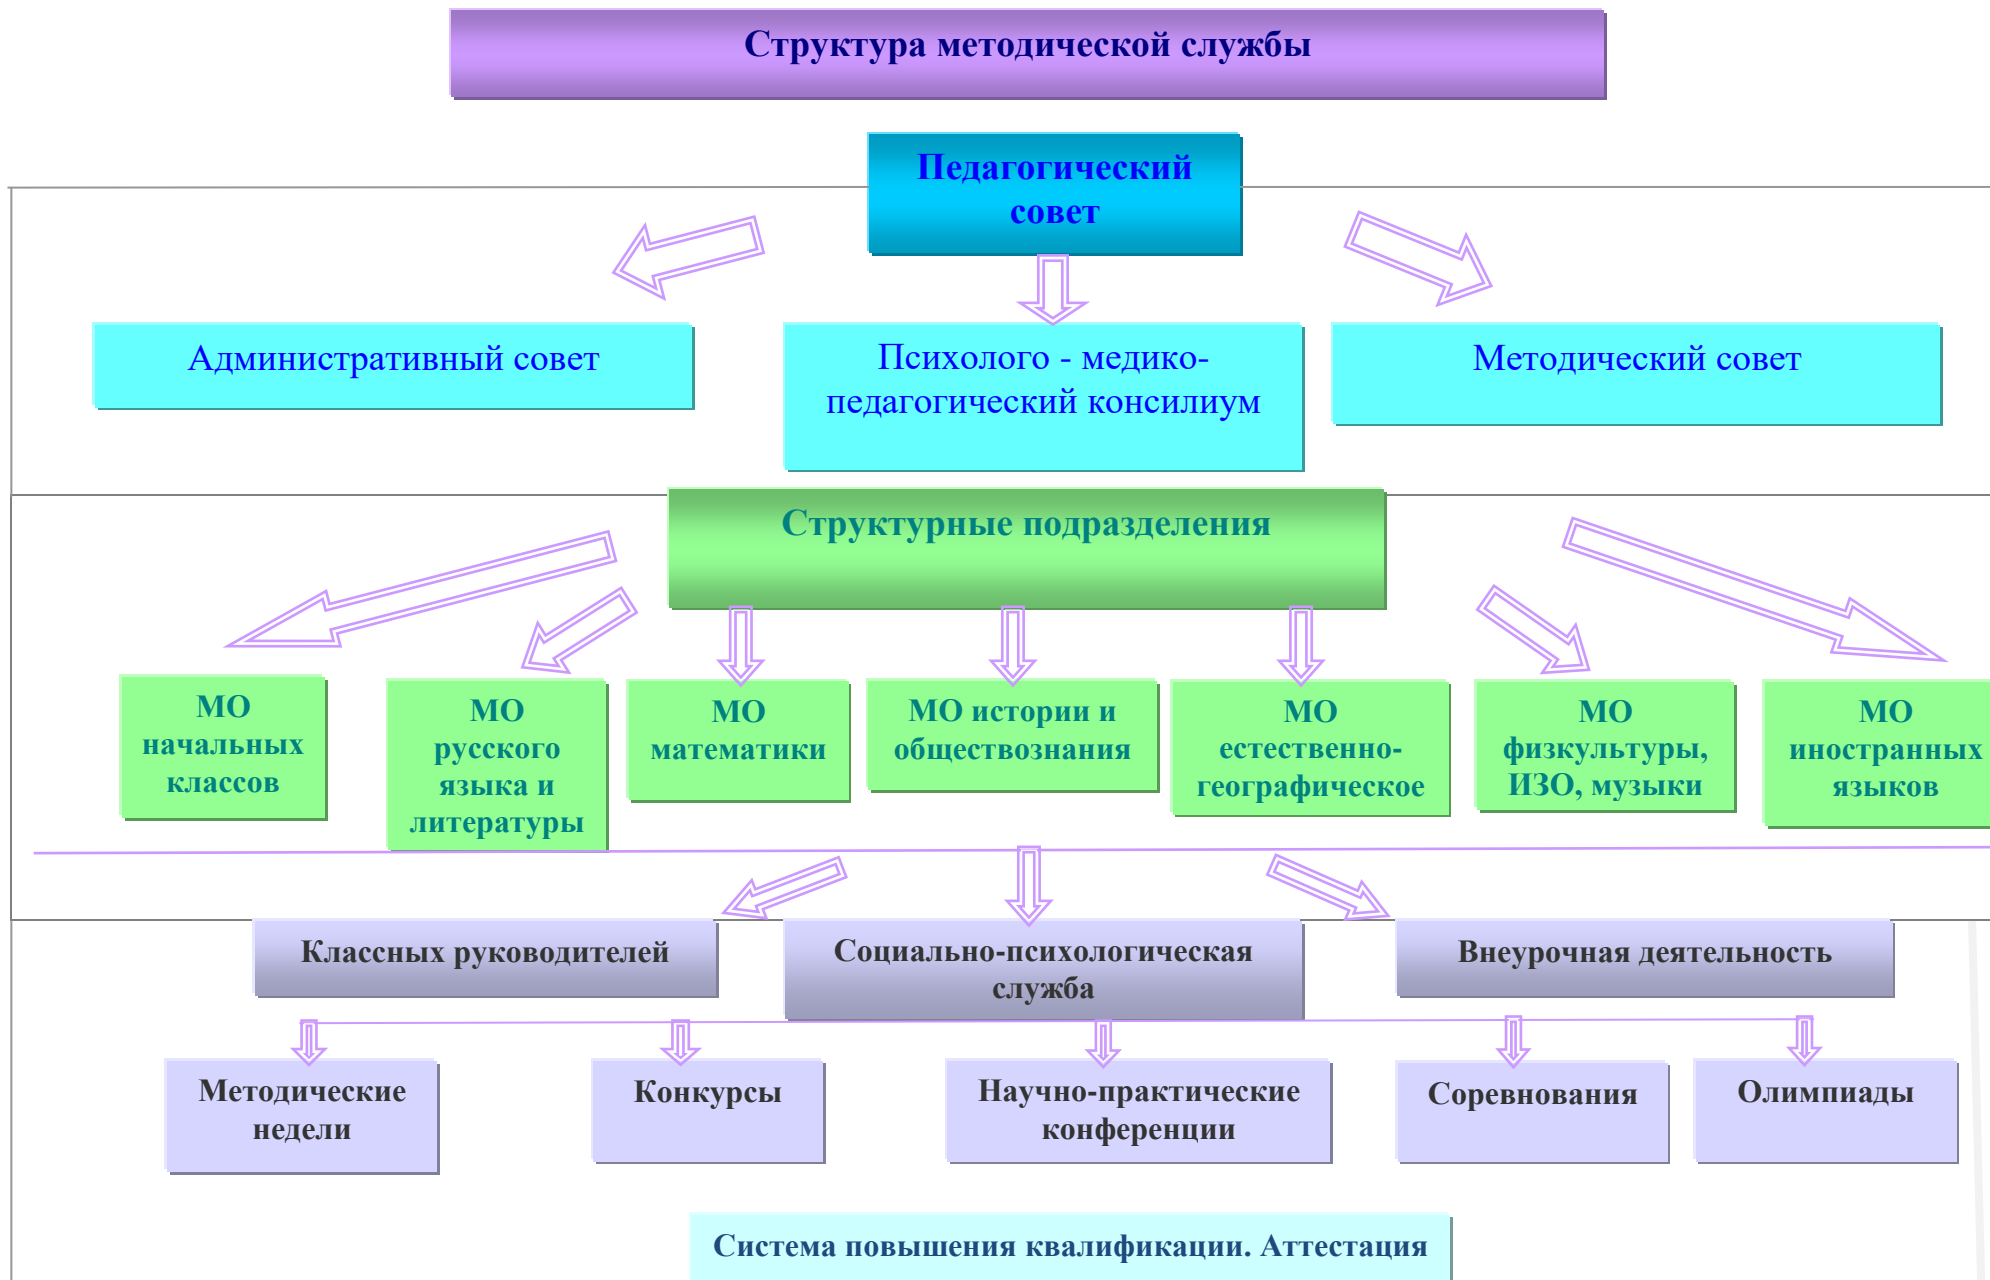 Структура методической службы
Педагогический
совет
Административный совет
Психолого - медико-
педагогический консилиум
Методический совет
Структурные подразделения
МО
начальных
классов
МО
русского
языка и
литературы
МО
математики
МО истории и
обществознания
МО
естественно-
географическое
МО
физкультуры,
ИЗО, музыки
МО
иностранных
языков
Классных руководителей
Социально-психологическая
служба
Внеурочная деятельность
Методические
недели
Конкурсы
Научно-практические
конференции
Соревнования
Олимпиады
Система повышения квалификации. Аттестация